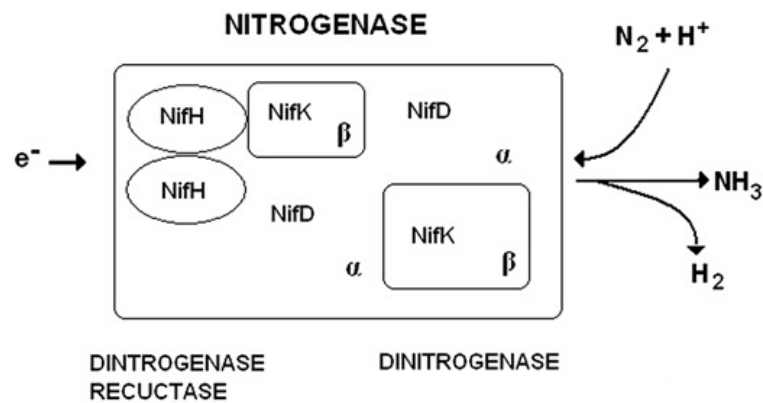 NITROGENASE
N2 + H+
NifH
NifK
β
NifD
α
e-
NifH
NifD
α
NifK
β
NH3
H2
DINTROGENASE
RECUCTASE
DINITROGENASE